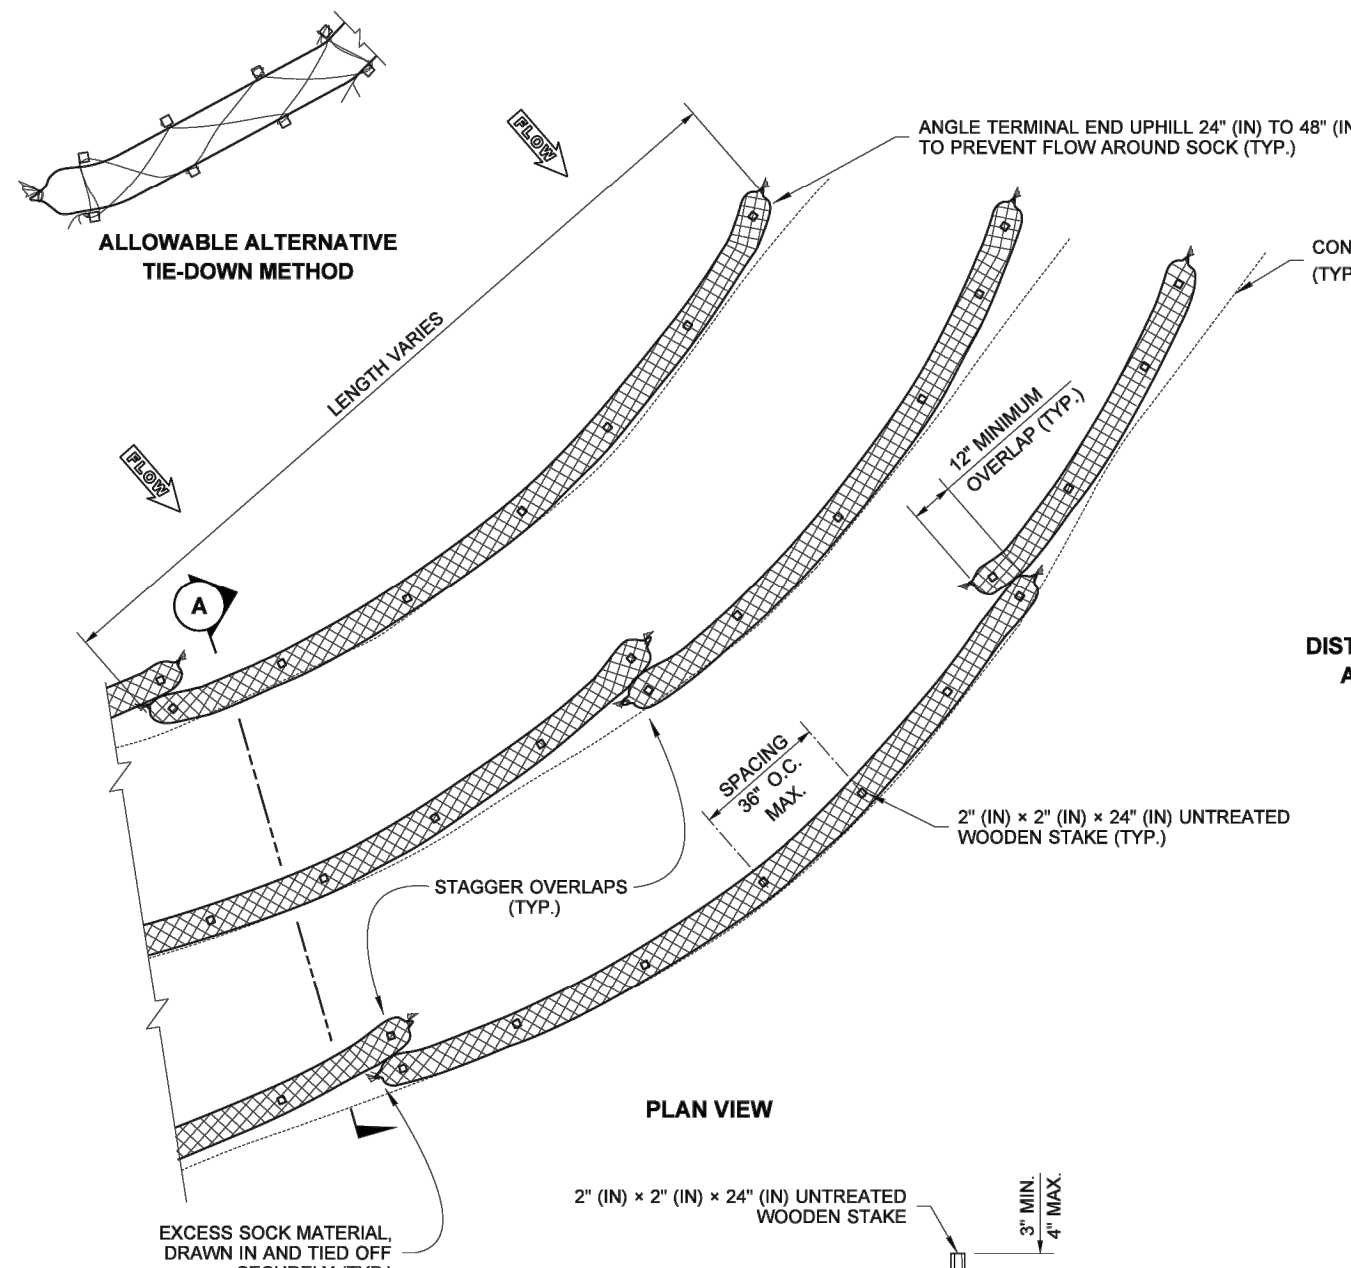 FLOW
ANGLE TERMINAL END UPHILL 24" (IN) TO 48" (IN
TO PREVENT FLOW AROUND SOCK (TYP.)
ALLOWABLE ALTERNATIVE
TIE-DOWN METHOD
CON
(TYP
LENGTH VARIES
12" MINIMUM
OVERLAP (TYP.)
FLOW
A
DIST
A
SPACING
36" O.C.
MAX.
2" (IN) × 2" (IN) × 24" (IN) UNTREATED
WOODEN STAKE (TYP.)
STAGGER OVERLAPS
(TYP.)
PLAN VIEW
2" (IN) × 2" (IN) × 24" (IN) UNTREATED
WOODEN STAKE
3" MIN.
4" MAX.
EXCESS SOCK MATERIAL,
DRAWN IN AND TIED OFF
SECURELY (TYP.)